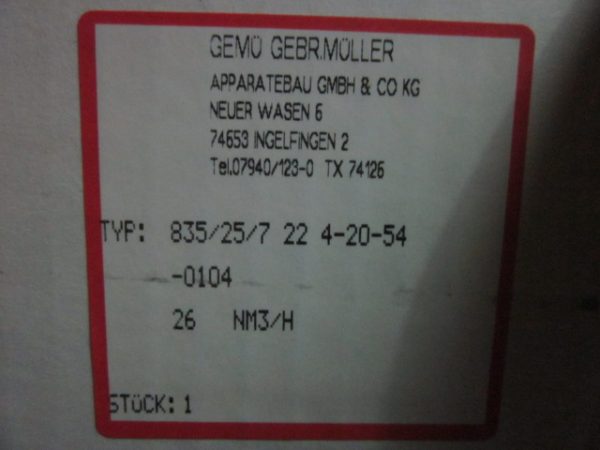 GEMÜ GEBR.MÜLLER
APPARATEBAU GMBH & CO KG
NEUER WASEN 6
74653 INGELFINGEN 2
Tel.07940/123-0 TX 74126
TYP: 835/25/7 22 4-20-54
-0104
26 NM3/H
STÜCK: 1